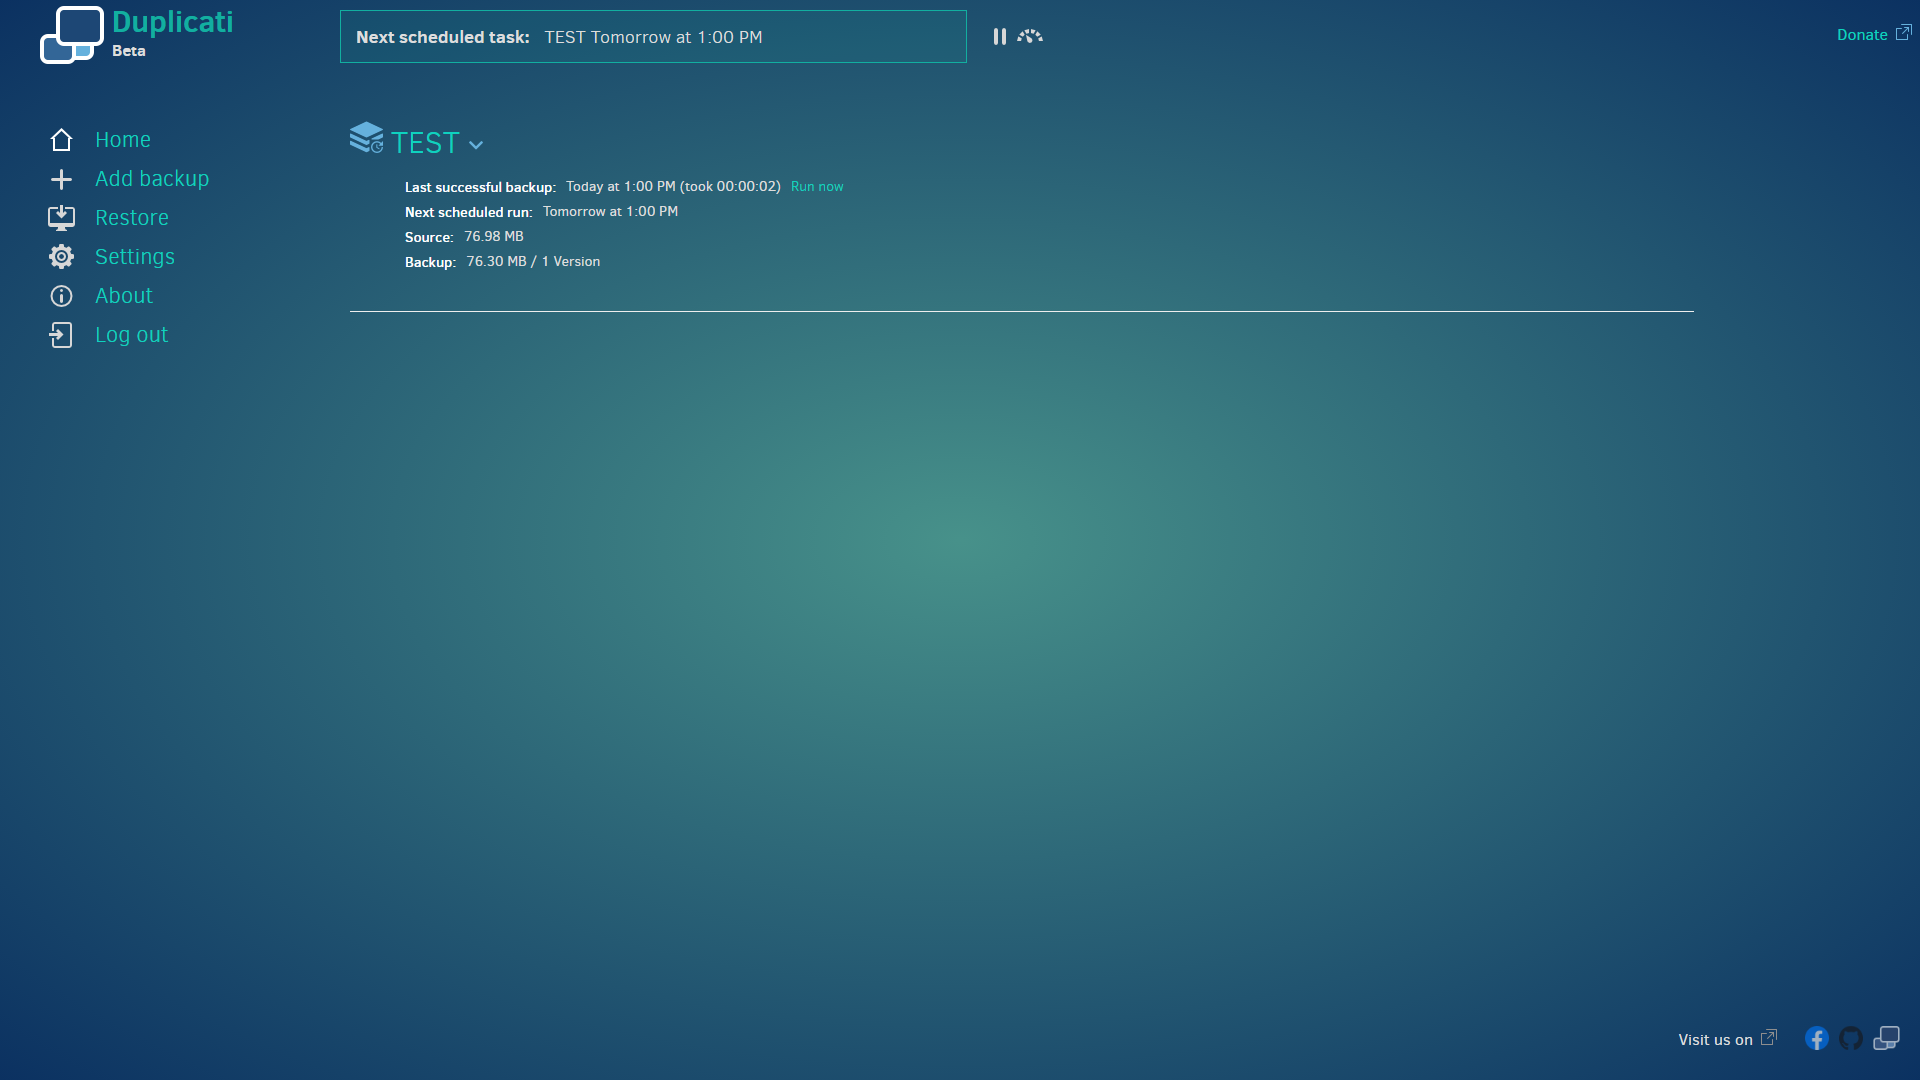 Duplicati
Beta
Next scheduled task: TEST Tomorrow at 1:00 PM
Donate
Home
Add backup
Restore
Settings
About
Log out
TEST
Last successful backup: Today at 1:00 PM (took 00:00:02) Run now
Next scheduled run: Tomorrow at 1:00 PM
Source: 76.98 MB
Backup: 76.30 MB / 1 Version
Visit us on